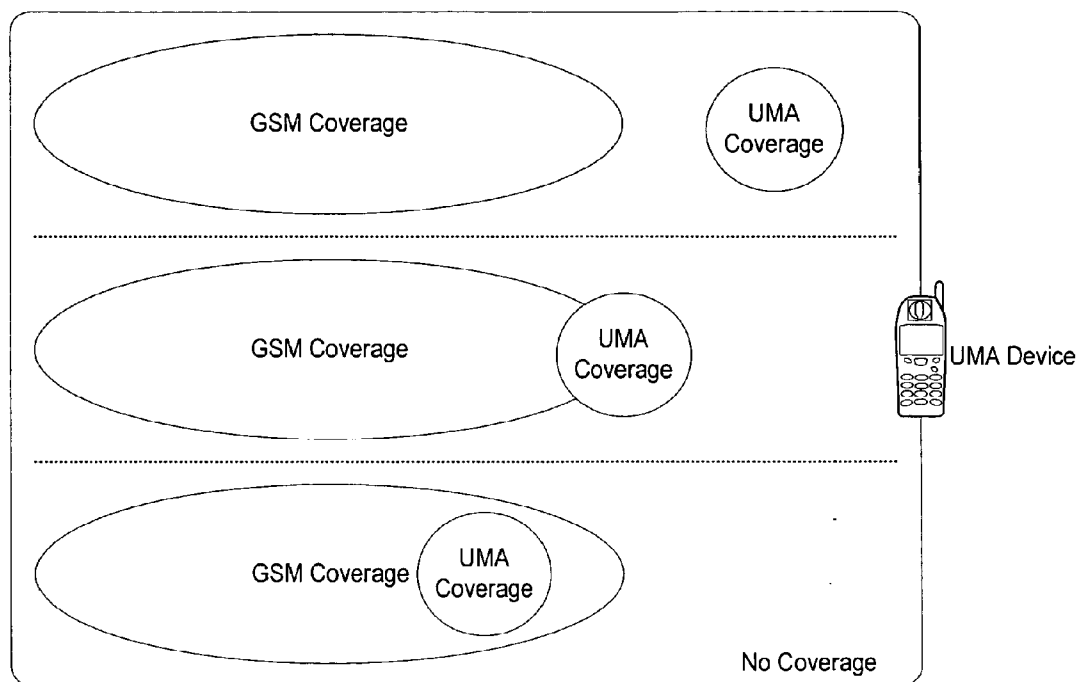 GSM Coverage
UMA
Coverage
GSM Coverage
UMA
Coverage
UMA Device
GSM Coverage
UMA
Coverage
No Coverage